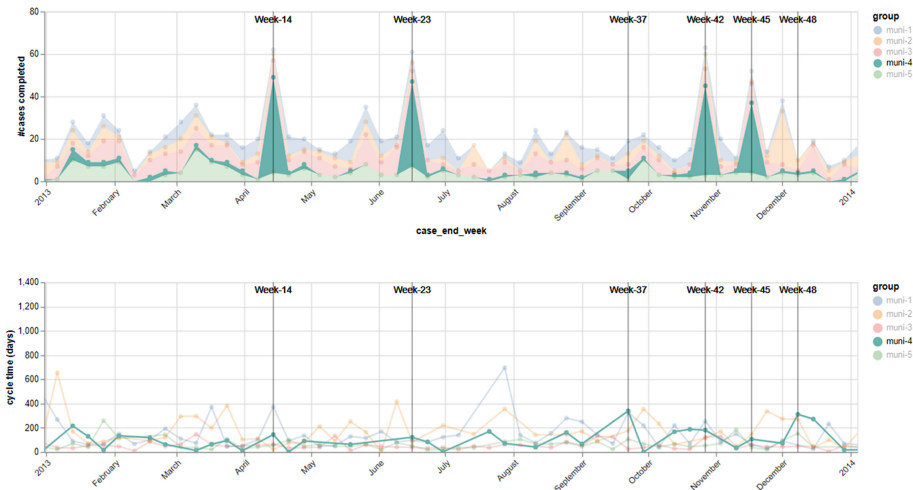 80
60
40
20
0
#cases completed
Week-14
Week-23
Week-37
Week-42
Week-45
Week-48
2013
February
March
April
May
June
July
August
September
October
November
December
2014
case_end_week
group
muni-1
muni-2
muni-3
muni-4
muni-5
1,400
1,200
1,000
800
600
400
200
0
cycle time (days)
Week-14
Week-23
Week-37
Week-42
Week-45
Week-48
2013
February
March
April
May
June
July
August
September
October
November
December
2014
group
muni-1
muni-2
muni-3
muni-4
muni-5